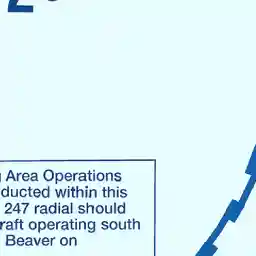 Area Operations
ducted within this
247 radial should
raft operating south
Beaver on